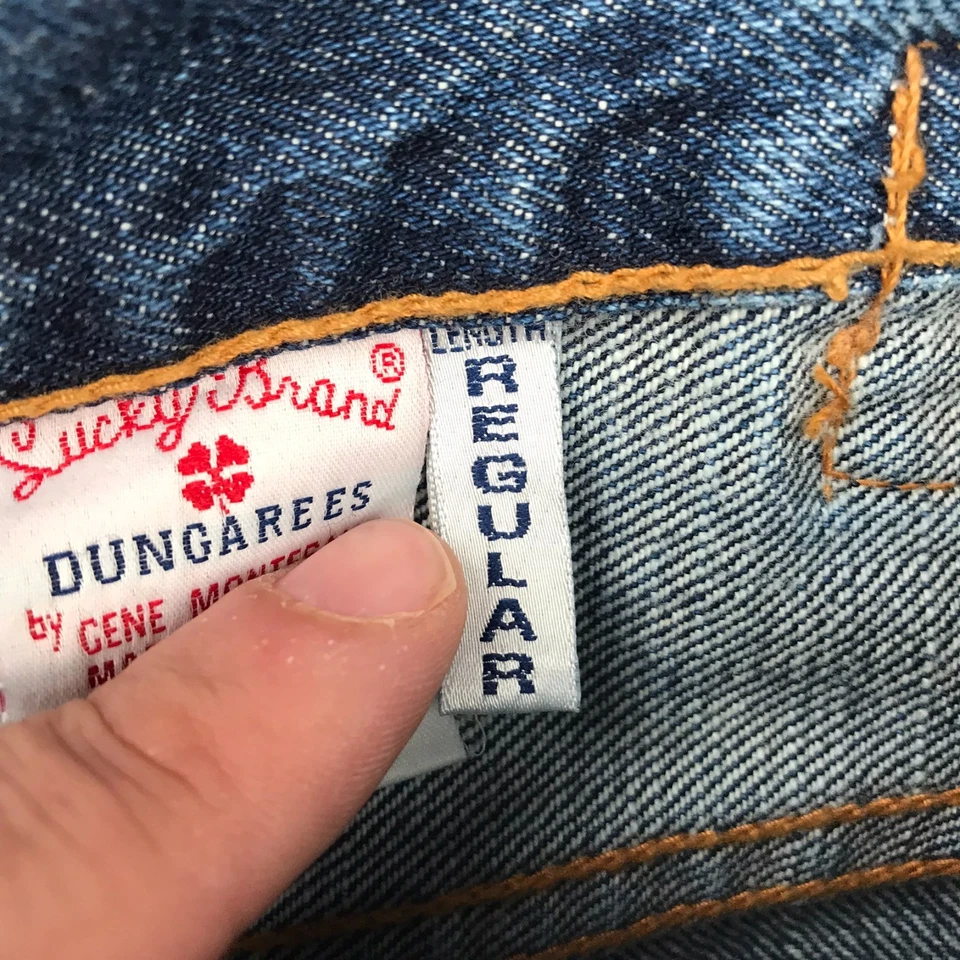 Lucky Brand®
DUNGAREES
by GENE
LENGTH
REGULAR